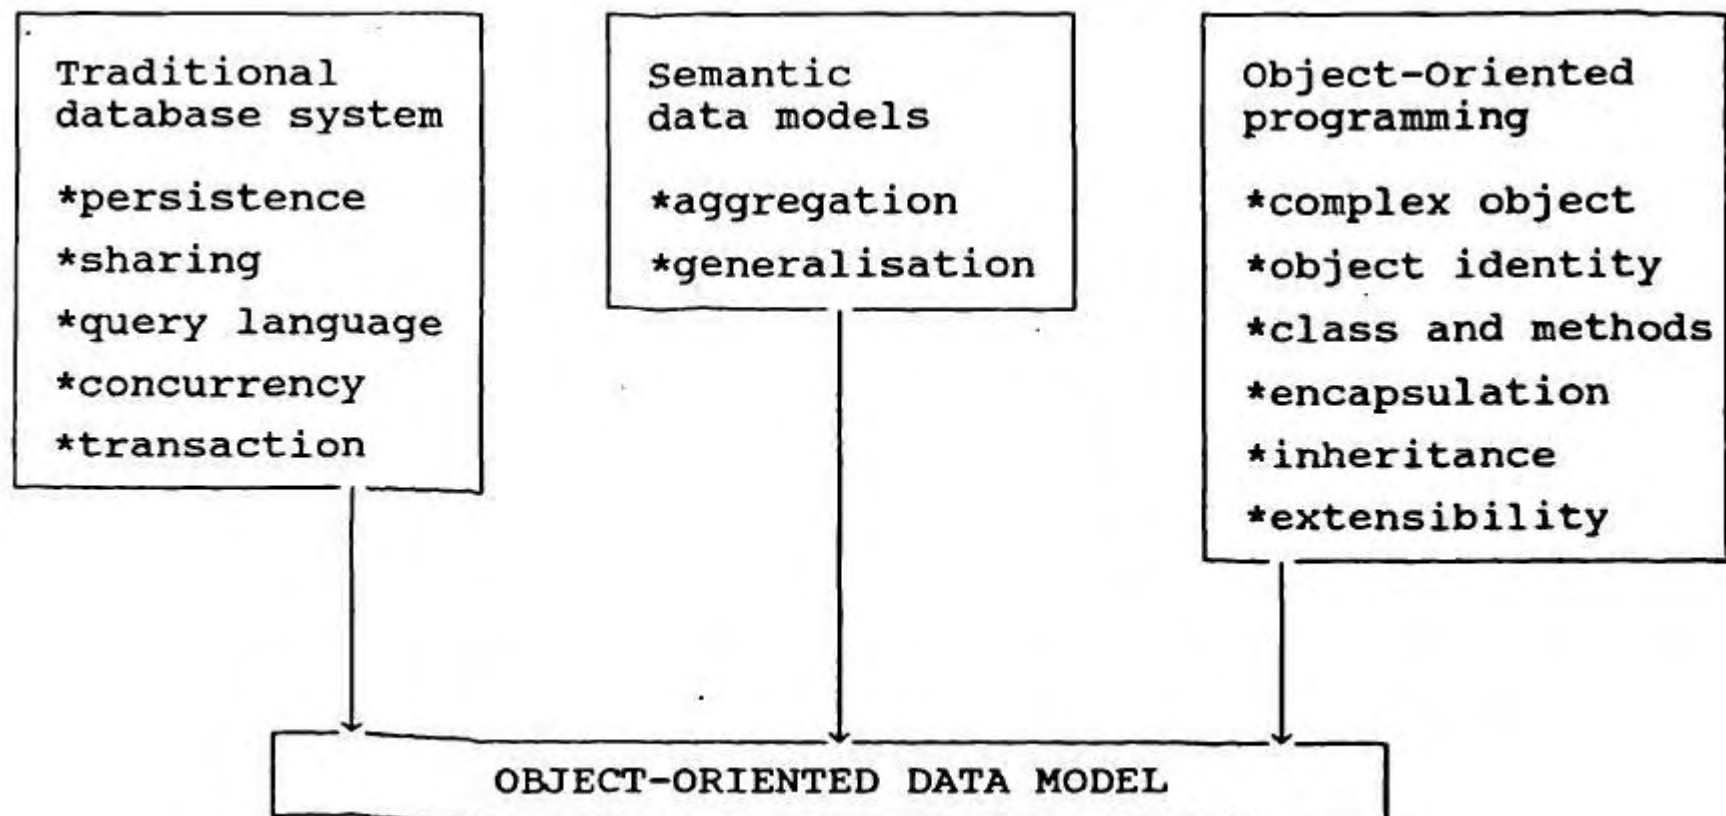 Traditional
database system
*persistence
*sharing
*query language
*concurrency
*transaction
Semantic
data models
*aggregation
*generalisation
Object-Oriented
programming
*complex object
*object identity
*class and methods
*encapsulation
*inheritance
*extensibility
OBJECT-ORIENTED DATA MODEL